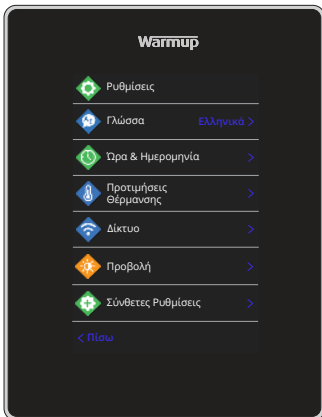 Warmup
Ρυθμίσεις
Γλώσσα Ελληνικά >
Ώρα & Ημερομηνία >
Προτιμήσεις
Θέρμανσης >
Δίκτυο >
Προβολή >
Σύνθετες Ρυθμίσεις >
< Πίσω